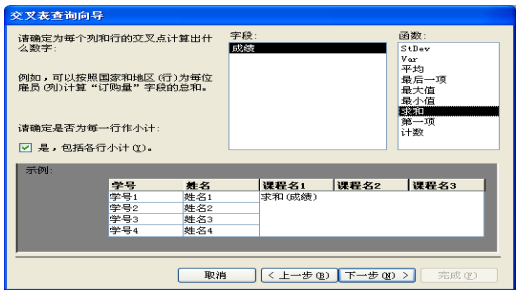 交叉表查询向导
请确定为每个列和行的交叉点计算出什
么数字:
例如，可以按照国家和地区(行)为每位
雇员(列)计算“订购量”字段的总和。
请确定是否为每一行作小计:
是，包括各行小计(Y)。
字段:
成绩
函数:
StDev
Var
平均
最后一项
最大值
最小值
求和
第一项
计数
示例:
学号 姓名 课程名1 课程名2 课程名3
学号1 姓名1 求和(成绩)
学号2 姓名2
学号3 姓名3
学号4 姓名4
取消 < 上一步(B) 下一步(N) > 完成(F)